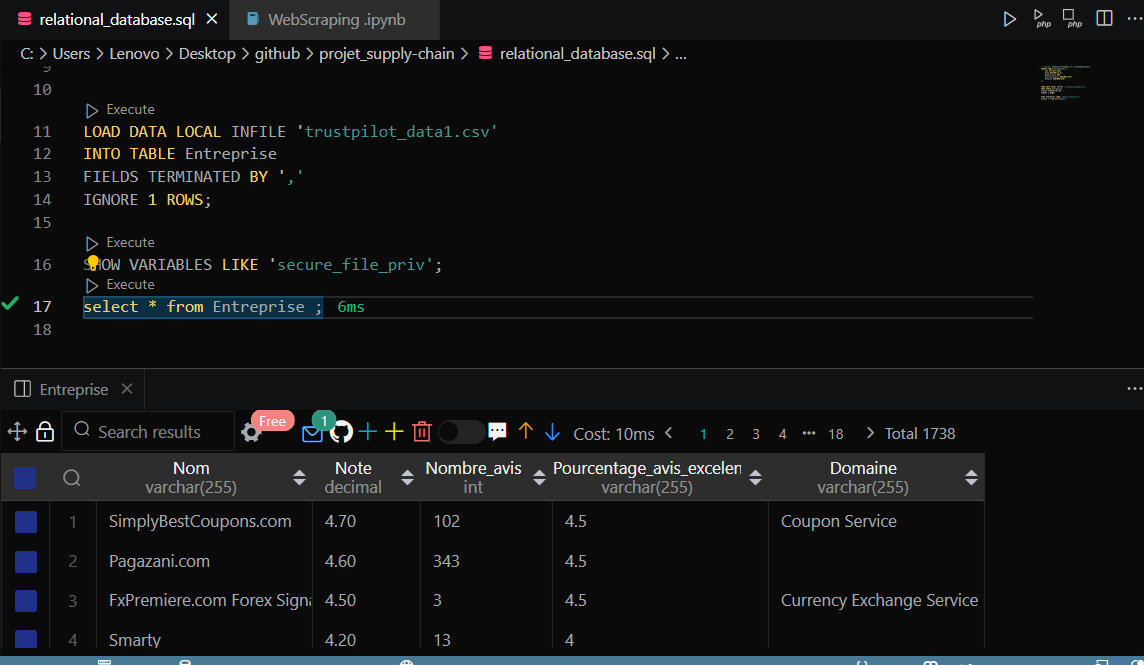 relational_database.sql
WebScraping .ipynb
php
php
C: > Users > Lenovo > Desktop > github > projet_supply-chain > relational_database.sql > ...
9
10
Execute
11 LOAD DATA LOCAL INFILE 'trustpilot_data1.csv'
12 INTO TABLE Entreprise
13 FIELDS TERMINATED BY ','
14 IGNORE 1 ROWS;
15
Execute
16 SHOW VARIABLES LIKE 'secure_file_priv';
Execute
17 select * from Entreprise ; 6ms
18
Entreprise
Search results Free 1 Cost: 10ms < 1 2 3 4 ••• 18 > Total 1738
Nom Note Nombre_avis Pourcentage_avis_excelen Domaine
varchar(255) decimal int varchar(255) varchar(255)
1 SimplyBestCoupons.com 4.70 102 4.5 Coupon Service
2 Pagazani.com 4.60 343 4.5
3 FxPremiere.com Forex Signa 4.50 3 4.5 Currency Exchange Service
4 Smarty 4.20 13 4